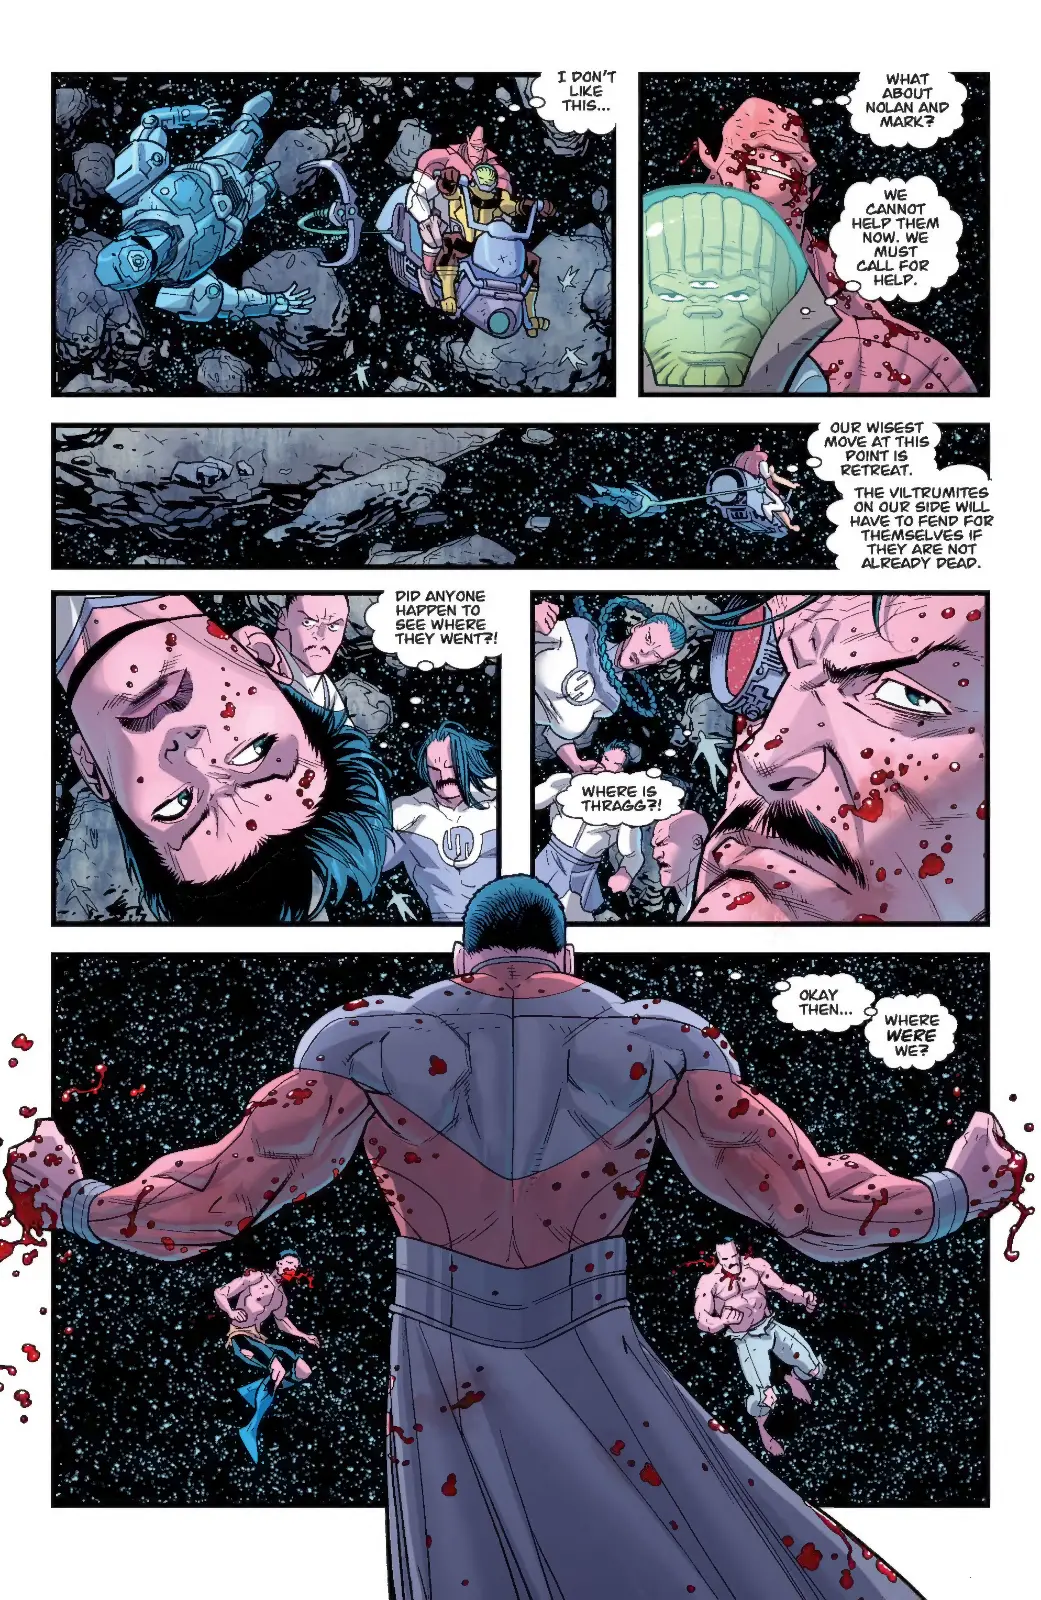 I DON'T
LIKE
THIS...
WHAT
ABOUT
NOLAN AND
MARK?
WE
CANNOT
HELP THEM
NOW. WE
MUST
CALL FOR
HELP.
OUR WISEST
MOVE AT THIS
POINT IS
RETREAT.
THE VILTRUMITES
ON OUR SIDE WILL
HAVE TO FEND FOR
THEMSELVES IF
THEY ARE NOT
ALREADY DEAD.
DID ANYONE
HAPPEN TO
SEE WHERE
THEY WENT?!
WHERE IS
THRAGG?!
OKAY
THEN...
WHERE
WERE
WE?